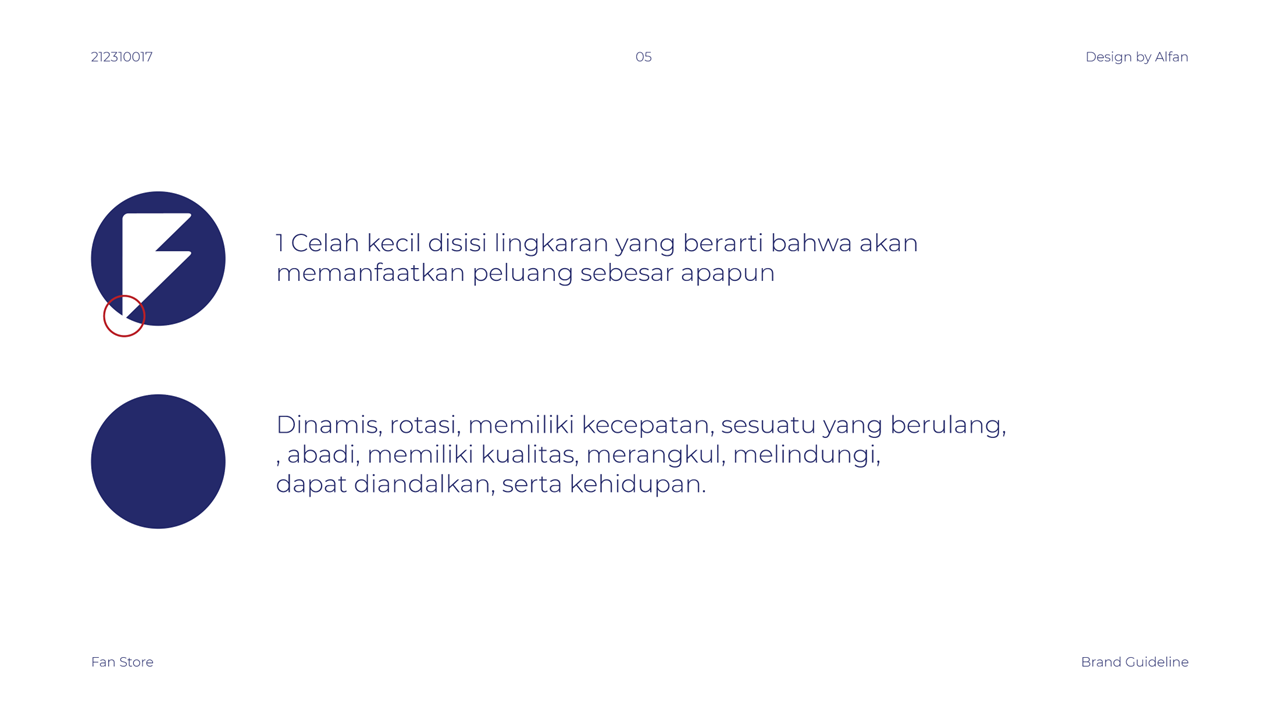 212310017
05
Design by Alfan
1 Celah kecil disisi lingkaran yang berarti bahwa akan
memanfaatkan peluang sebesar apapun
Dinamis, rotasi, memiliki kecepatan, sesuatu yang berulang,
, abadi, memiliki kualitas, merangkul, melindungi,
dapat diandalkan, serta kehidupan.
Fan Store
Brand Guideline